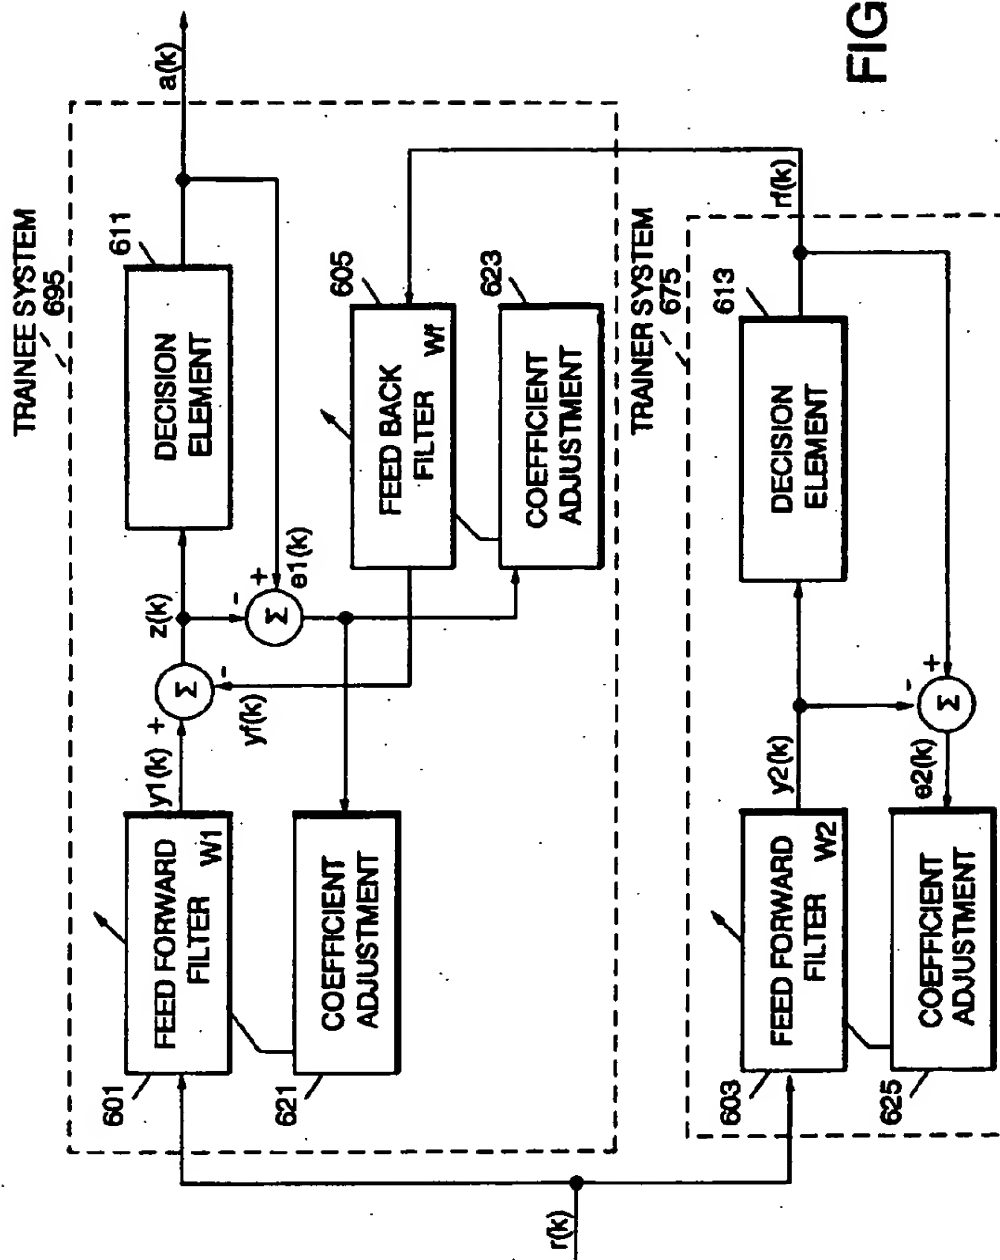 TRAINEE SYSTEM
695
601
FEED FORWARD
FILTER
W1
y1(k)
+
Σ
-
yf(k)
z(k)
611
DECISION
ELEMENT
a(k)
-
+
Σ
e1(k)
621
COEFFICIENT
ADJUSTMENT
605
FEED BACK
FILTER
Wf
623
COEFFICIENT
ADJUSTMENT
r(k)
TRAINER SYSTEM
675
603
FEED FORWARD
FILTER
W2
y2(k)
613
DECISION
ELEMENT
rf(k)
-
+
Σ
e2(k)
625
COEFFICIENT
ADJUSTMENT
FIG